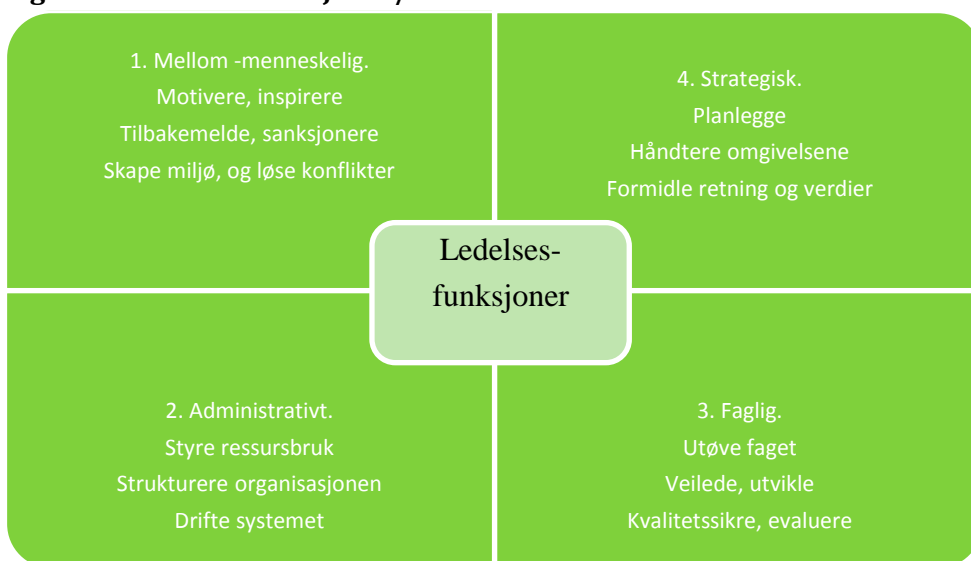 1. Mellom -menneskelig.
Motivere, inspirere
Tilbakemelde, sanksjonere
Skape miljø, og løse konflikter
4. Strategisk.
Planlegge
Håndtere omgivelsene
Formidle retning og verdier
Ledelses-
funksjoner
2. Administrativt.
Styre ressursbruk
Strukturere organisasjonen
Drifte systemet
3. Faglig.
Utøve faget
Veilede, utvikle
Kvalitetssikre, evaluere